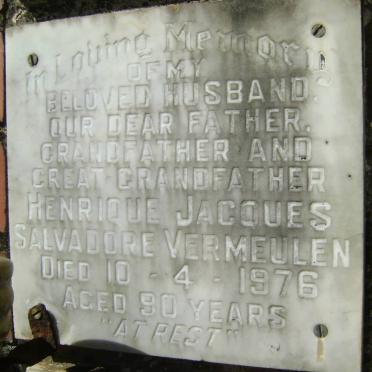 In Loving Memory
OF MY
BELOVED HUSBAND.
OUR DEAR FATHER.
GRANDFATHER AND
GREAT GRANDFATHER
HENRIQUE JACQUES
SALVADORE VERMEULEN
DIED 10 - 4 - 1976
AGED 90 YEARS
"AT REST"